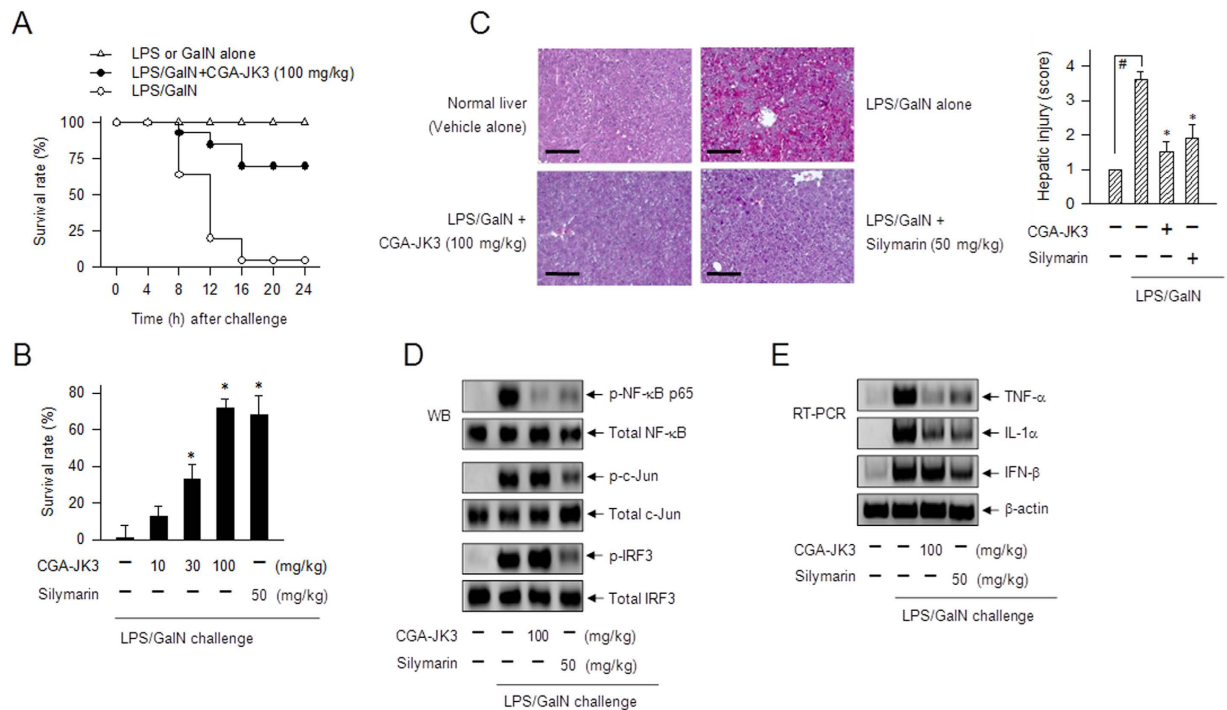 A
LPS or GalN alone
LPS/GalN+CGA-JK3 (100 mg/kg)
LPS/GalN
Survival rate (%)
100
75
50
25
0
0 4 8 12 16 20 24
Time (h) after challenge
B
Survival rate (%)
80
60
40
20
0
* * *
CGA-JK3 – 10 30 100 – (mg/kg)
Silymarin – – – – 50 (mg/kg)
LPS/GalN challenge
C
Normal liver
(Vehicle alone)
LPS/GalN alone
LPS/GalN +
CGA-JK3 (100 mg/kg)
LPS/GalN +
Silymarin (50 mg/kg)
Hepatic injury (score)
4
3
2
1
0
#
* *
CGA-JK3 – – + –
Silymarin – – – +
LPS/GalN
D
WB
p-NF-κB p65
Total NF-κB
p-c-Jun
Total c-Jun
p-IRF3
Total IRF3
CGA-JK3 – – 100 – (mg/kg)
Silymarin – – – 50 (mg/kg)
LPS/GalN challenge
E
RT-PCR
TNF-α
IL-1α
IFN-β
β-actin
CGA-JK3 – – 100 – (mg/kg)
Silymarin – – – 50 (mg/kg)
LPS/GalN challenge